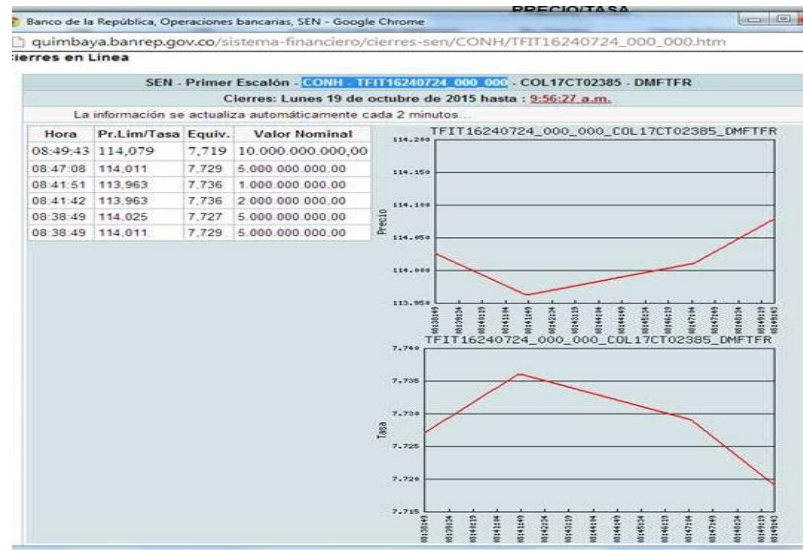 PRECIO/TASA
Banco de la República, Operaciones bancarias, SEN - Google Chrome
quimbaya.banrep.gov.co/sistema-financiero/cierres-sen/CONH/TFIT16240724_000_000.htm
ierres en Línea
SEN - Primer Escalón - CONH - TFIT16240724_000_000 - COL17CT02385 - DMFTFR
Cierres: Lunes 19 de octubre de 2015 hasta : 9:56:27 a.m.
La información se actualiza automáticamente cada 2 minutos...
Hora Pr.Lim/Tasa Equiv. Valor Nominal
08:49:43 114,079 7,719 10.000.000.000,00
08:47:08 114,011 7,729 5.000.000.000,00
08:41:51 113,963 7,736 1.000.000.000,00
08:41:42 113,963 7,736 2.000.000.000,00
08:38:49 114,025 7,727 5.000.000.000,00
08:38:49 114,011 7,729 5.000.000.000,00
TFIT16240724_000_000_COL17CT02385_DMFTFR
114.200
114.150
114.100
114.050
114.000
113.950
Precio
TFIT16240724_000_000_COL17CT02385_DMFTFR
7.740
7.735
7.730
7.725
7.720
7.715
Tasa